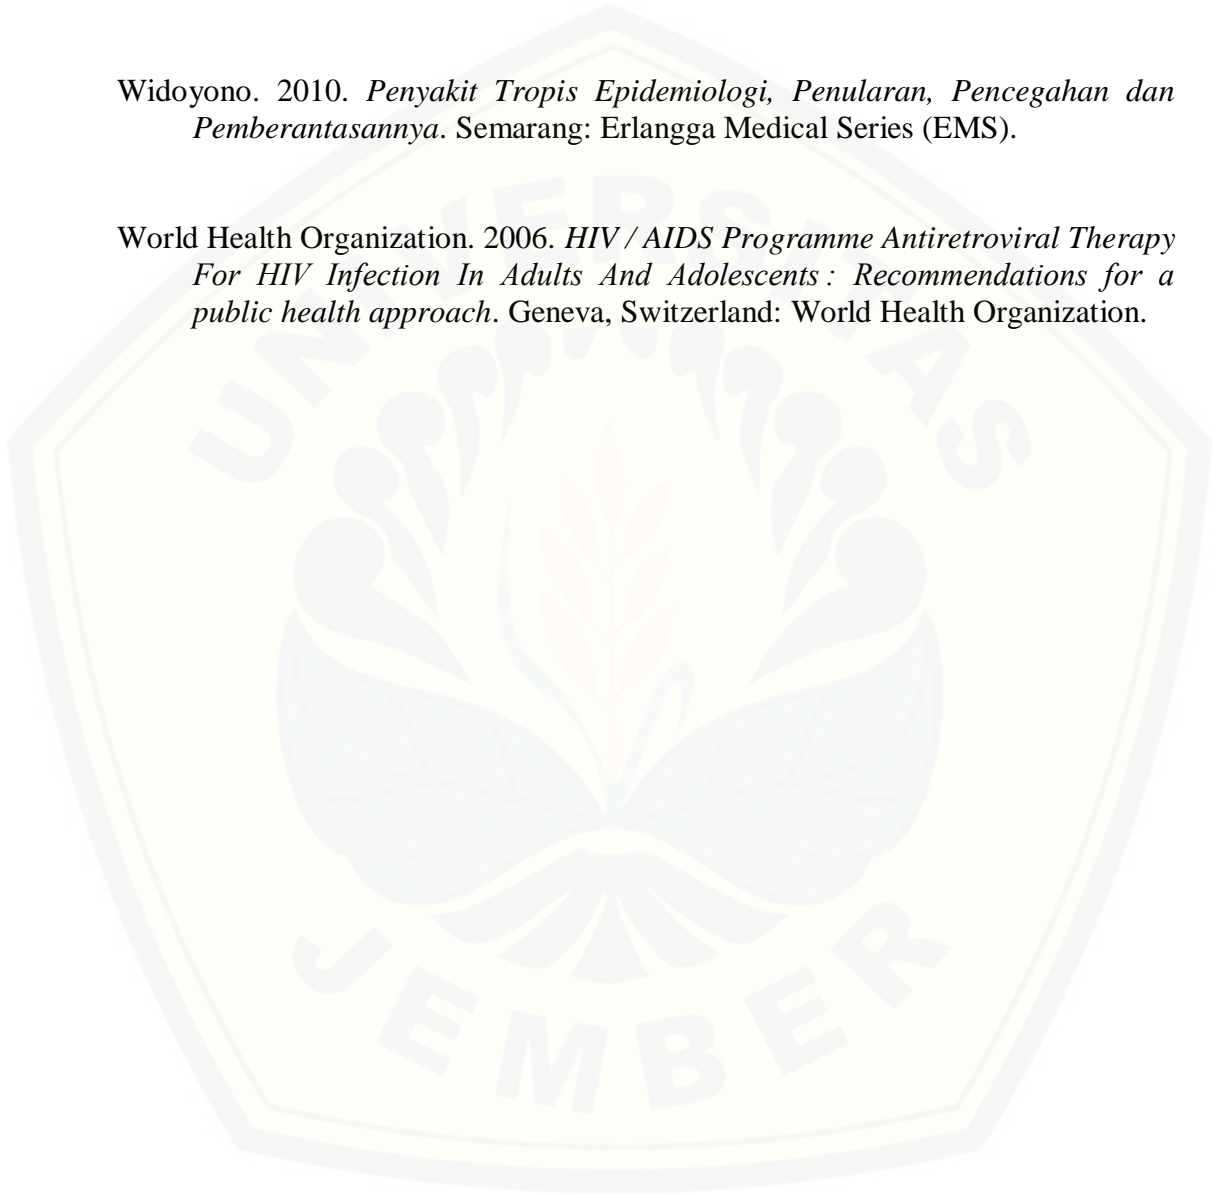 Widoyono. 2010. Penyakit Tropis Epidemiologi, Penularan, Pencegahan dan
Pemberantasannya. Semarang: Erlangga Medical Series (EMS).
World Health Organization. 2006. HIV / AIDS Programme Antiretroviral Therapy
For HIV Infection In Adults And Adolescents : Recommendations for a
public health approach. Geneva, Switzerland: World Health Organization.
UNIVERSITAS
JEMBER